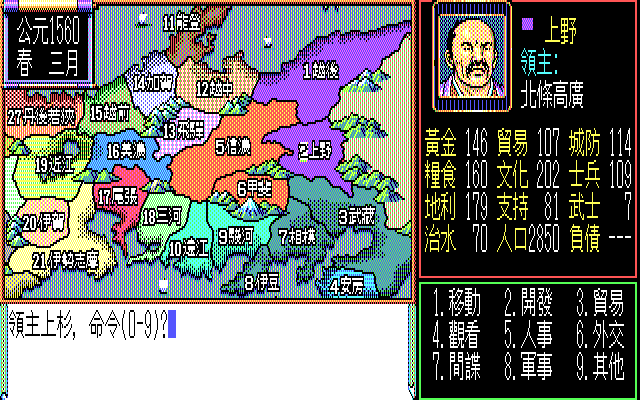 公元1560
春 三月
11能登
1越後
14加賀
12越中
27丹後若狹
15越前
13飛驒
5信濃
2上野
16美濃
19近江
6甲斐
17尾張
3武藏
20伊賀
18三河
9駿河
7相模
10遠江
21伊勢志摩
8伊豆
4安房
上野
領主:
北條高廣
黃金 146 貿易 107 城防 114
糧食 160 文化 202 士兵 109
地利 179 支持 81 武士 7
治水 70 人口2850 負債 ---
領主上杉, 命令(0-9)?
1.移動 2.開發 3.貿易
4.觀看 5.人事 6.外交
7.間諜 8.軍事 9.其他